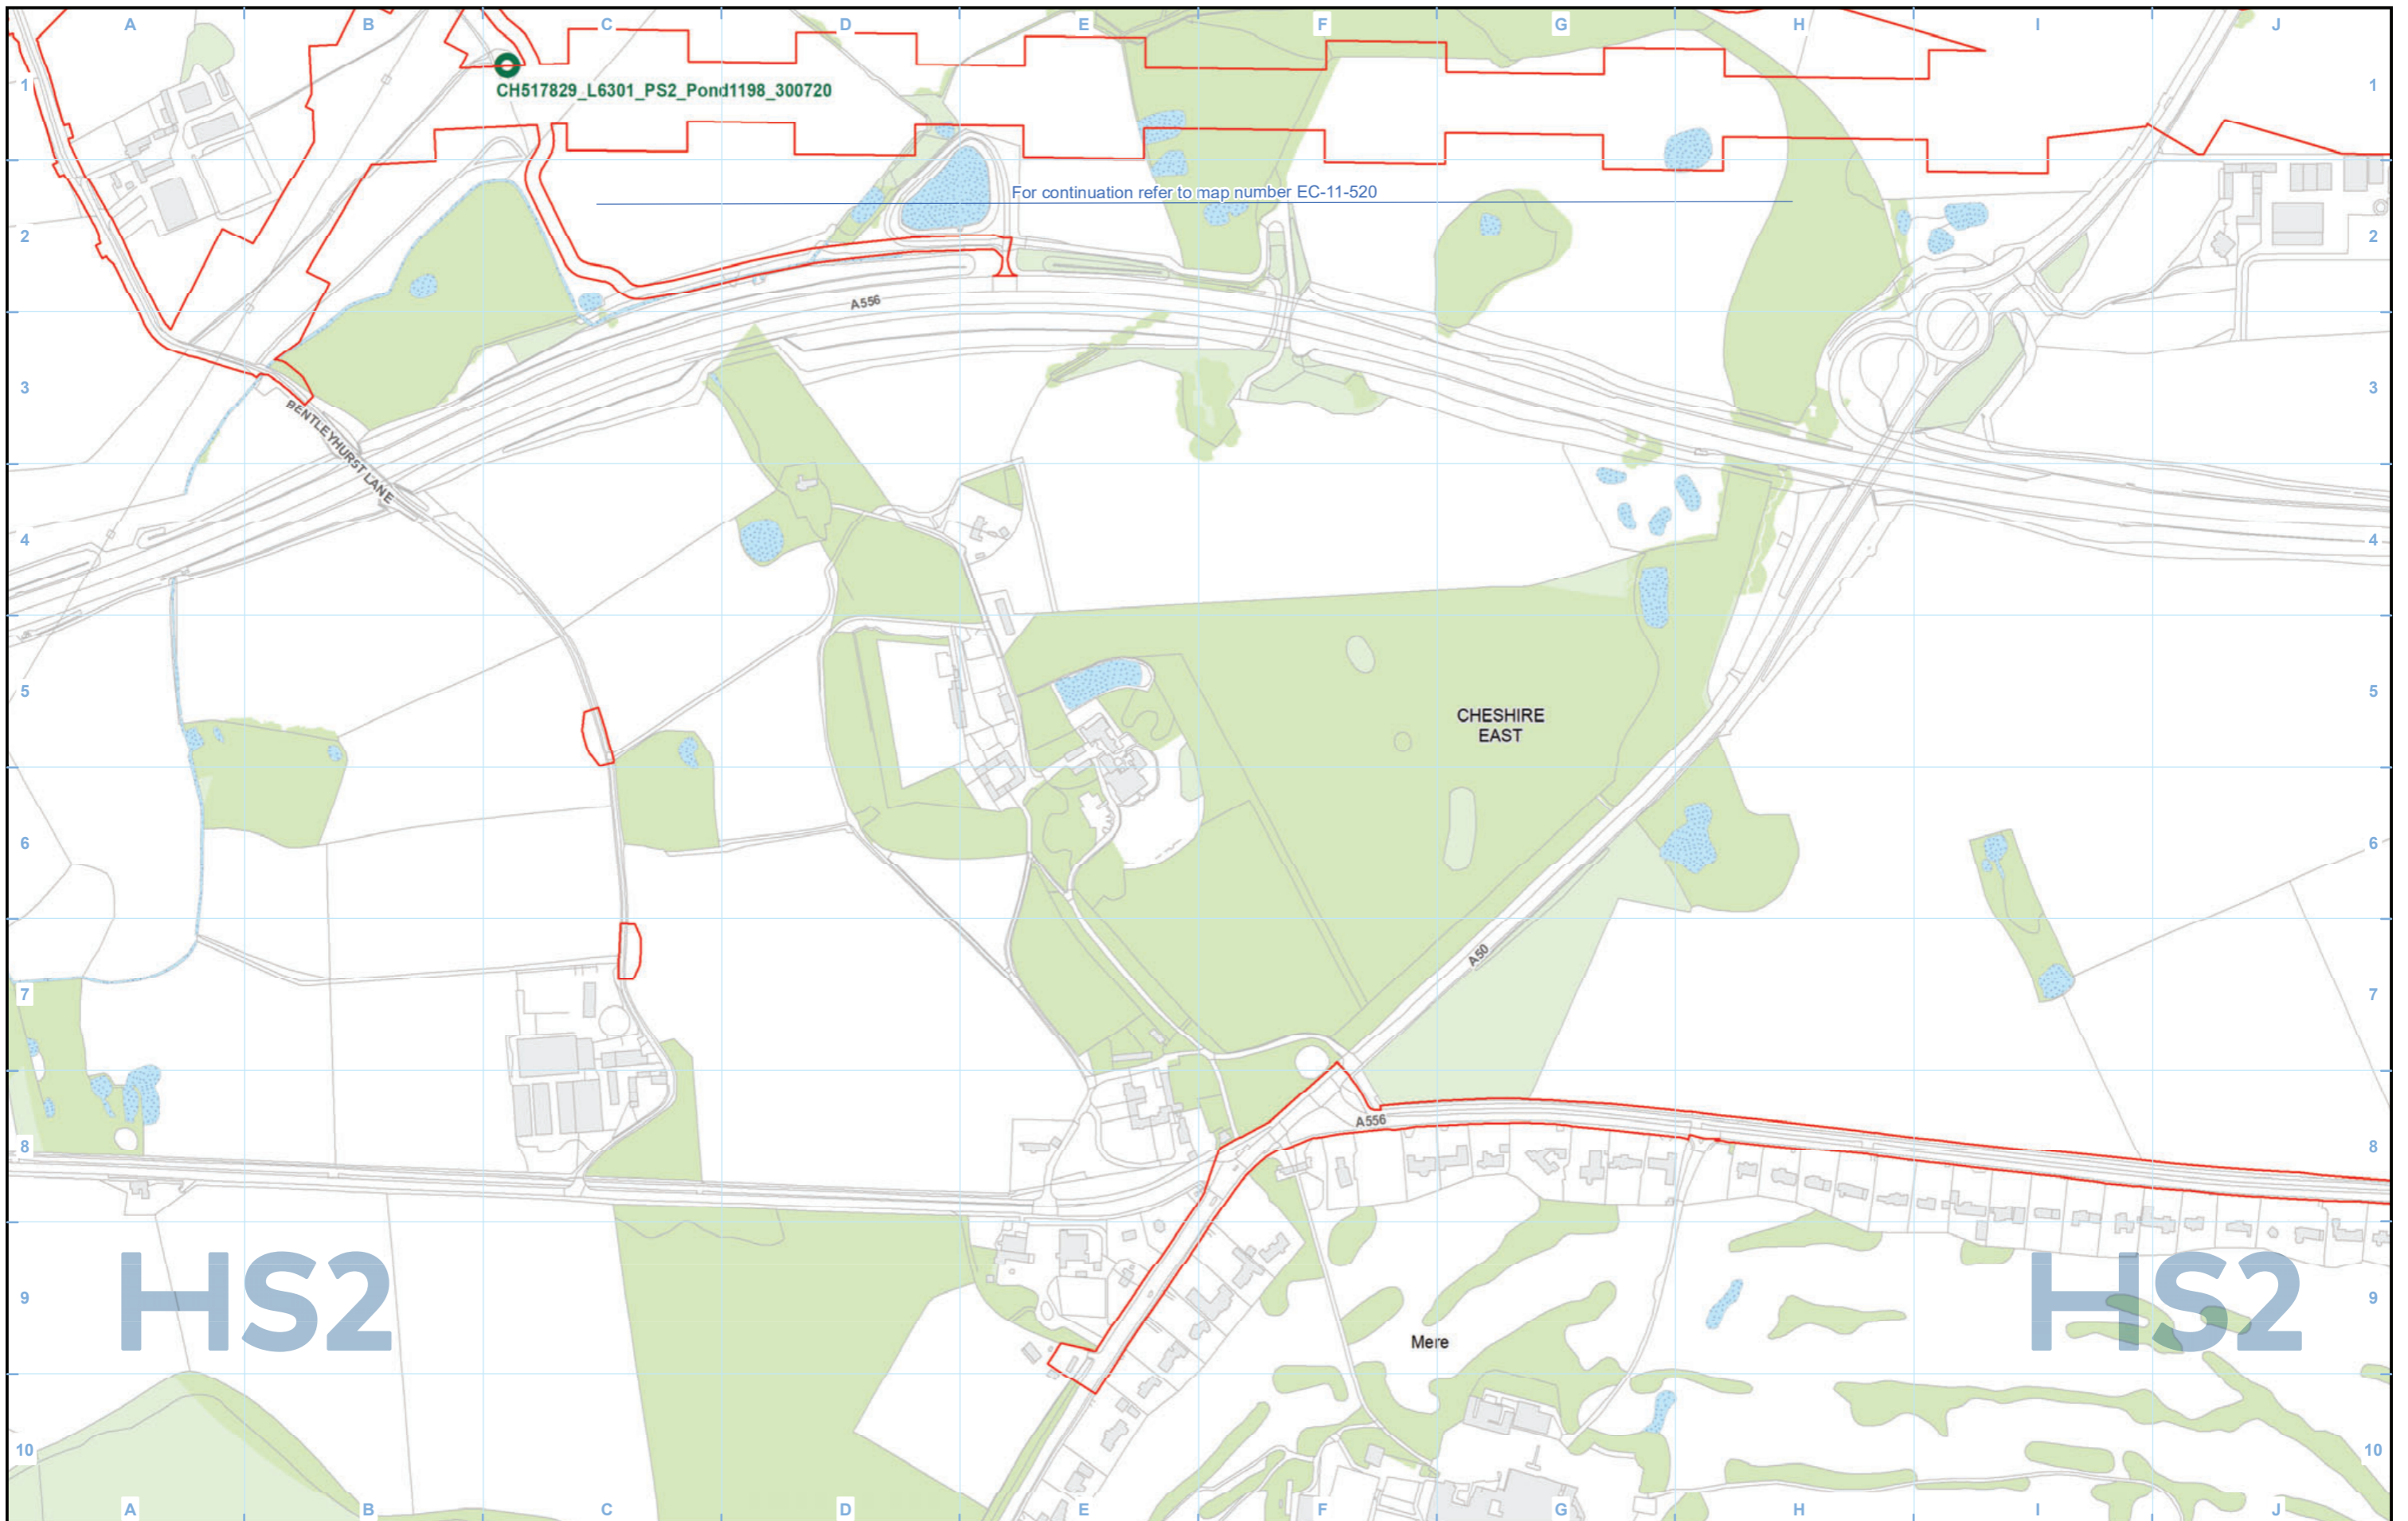 A B C D E F G H I J
1 1
CH517829_L6301_PS2_Pond1198_300720
For continuation refer to map number EC-11-520
2 2
A556
3 3
BENTLEYHURST LANE
4 4
5 5
CHESHIRE
EAST
6 6
A50
7 7
A556
8 8
HS2 HS2
9 9
Mere
10 10
A B C D E F G H I J